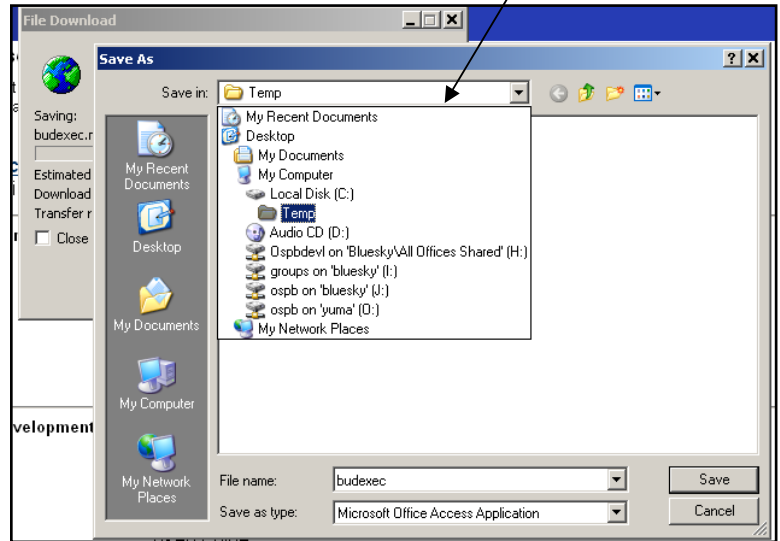 File Download
Save As
Save in:
Temp
Saving:
budexec.
Estimated
Download
Transfer r
Close
My Recent
Documents
Desktop
My Documents
My Computer
My Network
Places
My Recent Documents
Desktop
My Documents
My Computer
Local Disk (C:)
Temp
Audio CD (D:)
Ospbdevl on 'Bluesky\All Offices Shared' (H:)
groups on 'bluesky' (I:)
ospb on 'bluesky' (J:)
ospb on 'yuma' (O:)
My Network Places
velopment
File name:
budexec
Save
Save as type:
Microsoft Office Access Application
Cancel